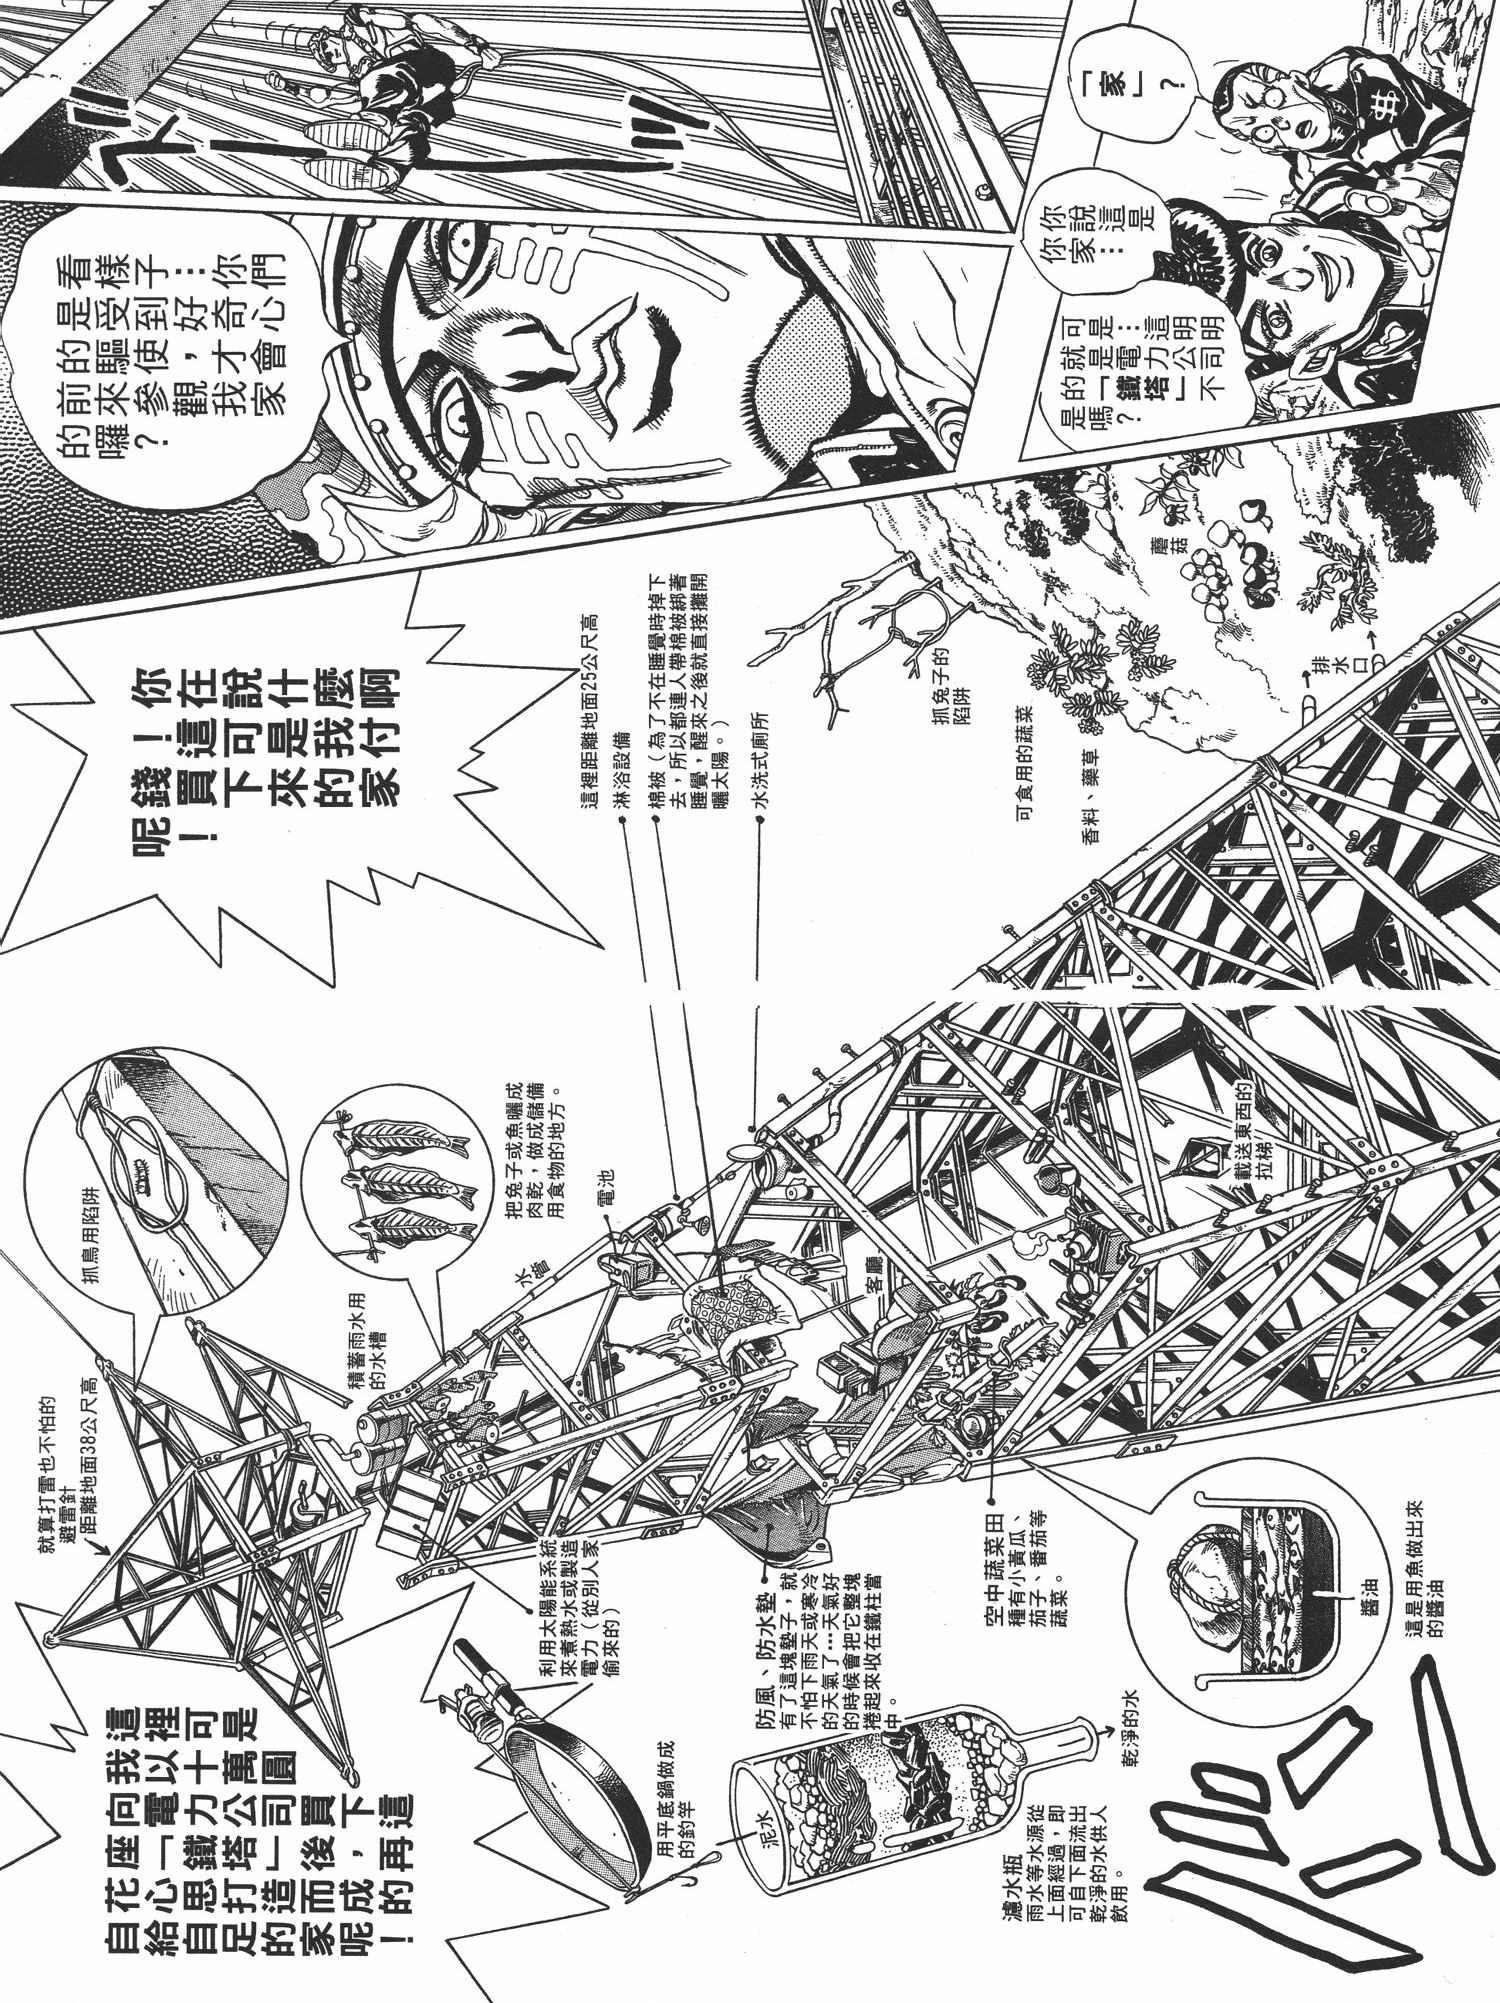 「家」？
你說這是
你家…
可是…這明明
就是電力公司
的「鐵塔」不
是嗎？
看樣子…你們
是受到好奇心
的驅使，才會
前來參觀我家
的囉？
你在說什麼啊
！這可是我付
錢買下來的家
呢！
這裡距離地面25公尺高
淋浴設備
棉被（為了不在睡覺時掉下
去，所以都連人帶棉被綁著
睡覺，醒來之後就直接攤開
曬太陽。）
水洗式廁所
抓兔子的
陷阱
可食用的蔬菜
香料、藥草
蘑菇
排水口
這裡可是
我以十萬圓
向電力公司買下這
座「鐵塔」後，再
花心思打造而成的
自給自足的家呢！
就算打雷也不怕的
避雷針
距離地面38公尺高
抓鳥用陷阱
積蓄雨水用
的水槽
把兔子或魚曬成
肉乾，做成儲備
用食物的地方。
水管
電池
客廳
載送東西的
拉梯
利用太陽能系統
來煮熱水或製造
電力（從別人家
偷來的）
用平底鍋做成
的釣竿
防風、防水墊
有了這塊墊子，就
不怕下雨天或寒冷
的天氣了…天氣好
的時候會把它整塊
捲起來收在鐵柱當
中。
空中蔬菜田
種有小黃瓜、
茄子、番茄等
蔬菜。
泥水
乾淨的水
濾水瓶
雨水等水源從
上面經過，即
可自下面流出
乾淨的水供人
飲用。
醬油
這是用魚做出來
的醬油
バン